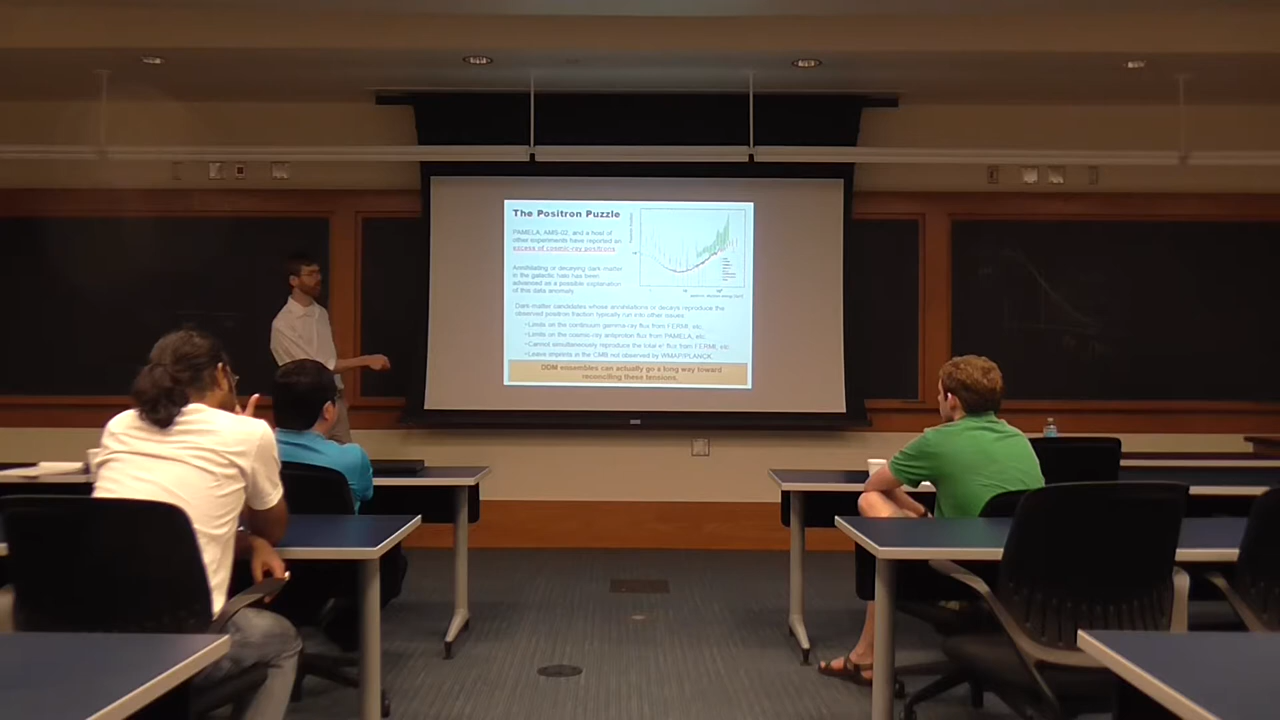 The Positron Puzzle
PAMELA, AMS-02, and a host of
other experiments have reported an
excess of cosmic-ray positrons
Annihilating or decaying dark matter
in the galactic halo has been
advanced as a possible explanation
of this data anomaly
Dark-matter candidates whose annihilations or decays reproduce the
observed positron fraction typically run into other issues:
•Limits on the continuum gamma-ray flux from FERMI, etc.
•Limits on the cosmic-ray antiproton flux from PAMELA, etc.
•Cannot simultaneously reproduce the total e± flux from FERMI, etc.
•Leave imprints in the CMB not observed by WMAP/PLANCK.
DDM ensembles can actually go a long way toward
reconciling these tensions.